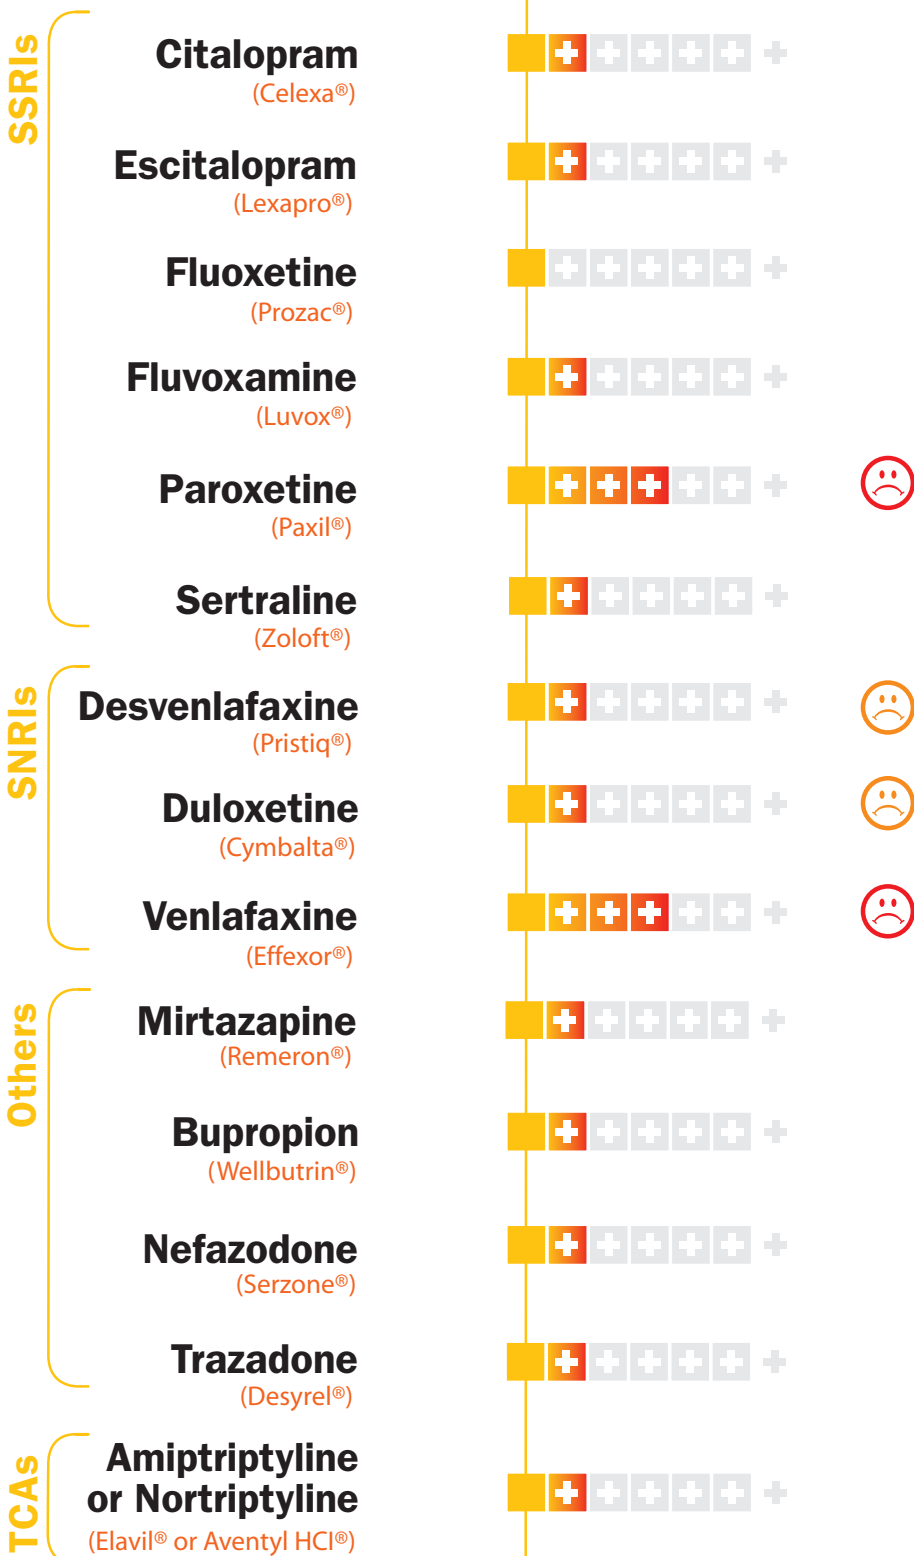 SSRIs
Citalopram
(Celexa®)
Escitalopram
(Lexapro®)
Fluoxetine
(Prozac®)
Fluvoxamine
(Luvox®)
Paroxetine
(Paxil®)
Sertraline
(Zoloft®)
SNRIs
Desvenlafaxine
(Pristiq®)
Duloxetine
(Cymbalta®)
Venlafaxine
(Effexor®)
Others
Mirtazapine
(Remeron®)
Bupropion
(Wellbutrin®)
Nefazodone
(Serzone®)
Trazadone
(Desyrel®)
TCAs
Amiptriptyline
or Nortriptyline
(Elavil® or Aventyl HCI®)